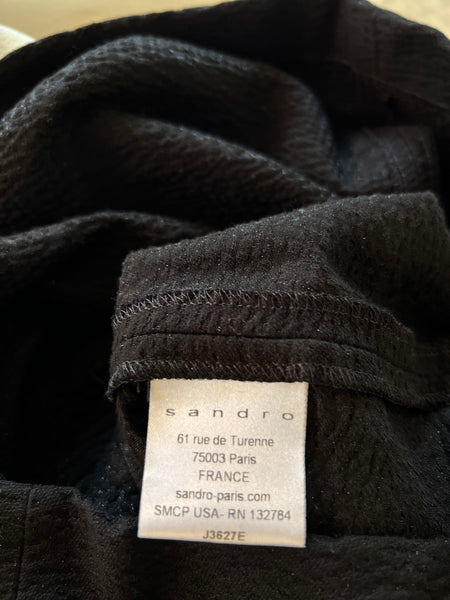 sandro
61 rue de Turenne
75003 Paris
FRANCE
sandro-paris.com
SMCP USA- RN 132784
J3627E